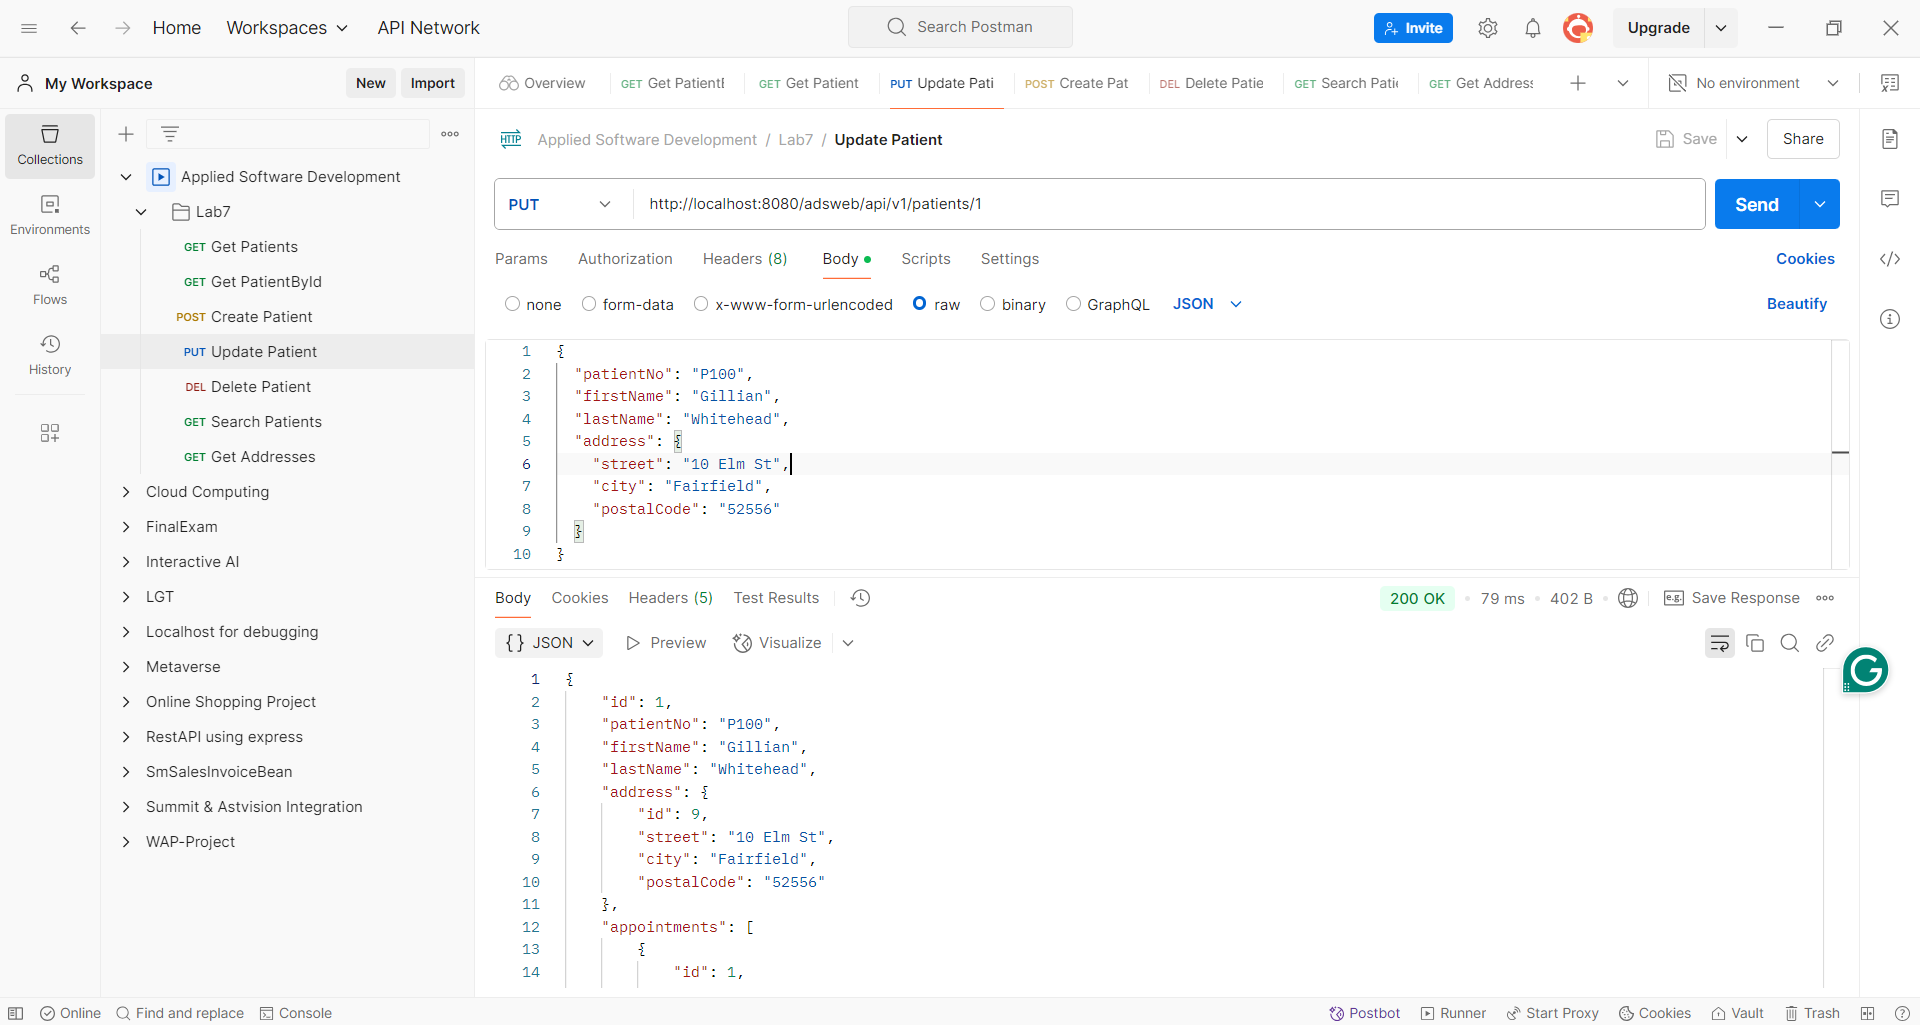 Home Workspaces API Network Search Postman Invite Upgrade
My Workspace New Import Overview GET Get PatientB GET Get Patient PUT Update Pati POST Create Pat DEL Delete Patie GET Search Patie GET Get Address No environment
Collections
Environments
Flows
History
Applied Software Development
Lab7
GET Get Patients
GET Get PatientById
POST Create Patient
PUT Update Patient
DEL Delete Patient
GET Search Patients
GET Get Addresses
Cloud Computing
FinalExam
Interactive AI
LGT
Localhost for debugging
Metaverse
Online Shopping Project
RestAPI using express
SmSalesInvoiceBean
Summit & Astvision Integration
WAP-Project
HTTP Applied Software Development / Lab7 / Update Patient Save Share
PUT http://localhost:8080/adsweb/api/v1/patients/1 Send
Params Authorization Headers (8) Body Scripts Settings Cookies
none form-data x-www-form-urlencoded raw binary GraphQL JSON Beautify
1 {
2 "patientNo": "P100",
3 "firstName": "Gillian",
4 "lastName": "Whitehead",
5 "address": {
6 "street": "10 Elm St",
7 "city": "Fairfield",
8 "postalCode": "52556"
9 }
10 }
Body Cookies Headers (5) Test Results 200 OK 79 ms 402 B e.g. Save Response
{} JSON Preview Visualize
1 {
2 "id": 1,
3 "patientNo": "P100",
4 "firstName": "Gillian",
5 "lastName": "Whitehead",
6 "address": {
7 "id": 9,
8 "street": "10 Elm St",
9 "city": "Fairfield",
10 "postalCode": "52556"
11 },
12 "appointments": [
13 {
14 "id": 1,
Online Find and replace Console Postbot Runner Start Proxy Cookies Vault Trash